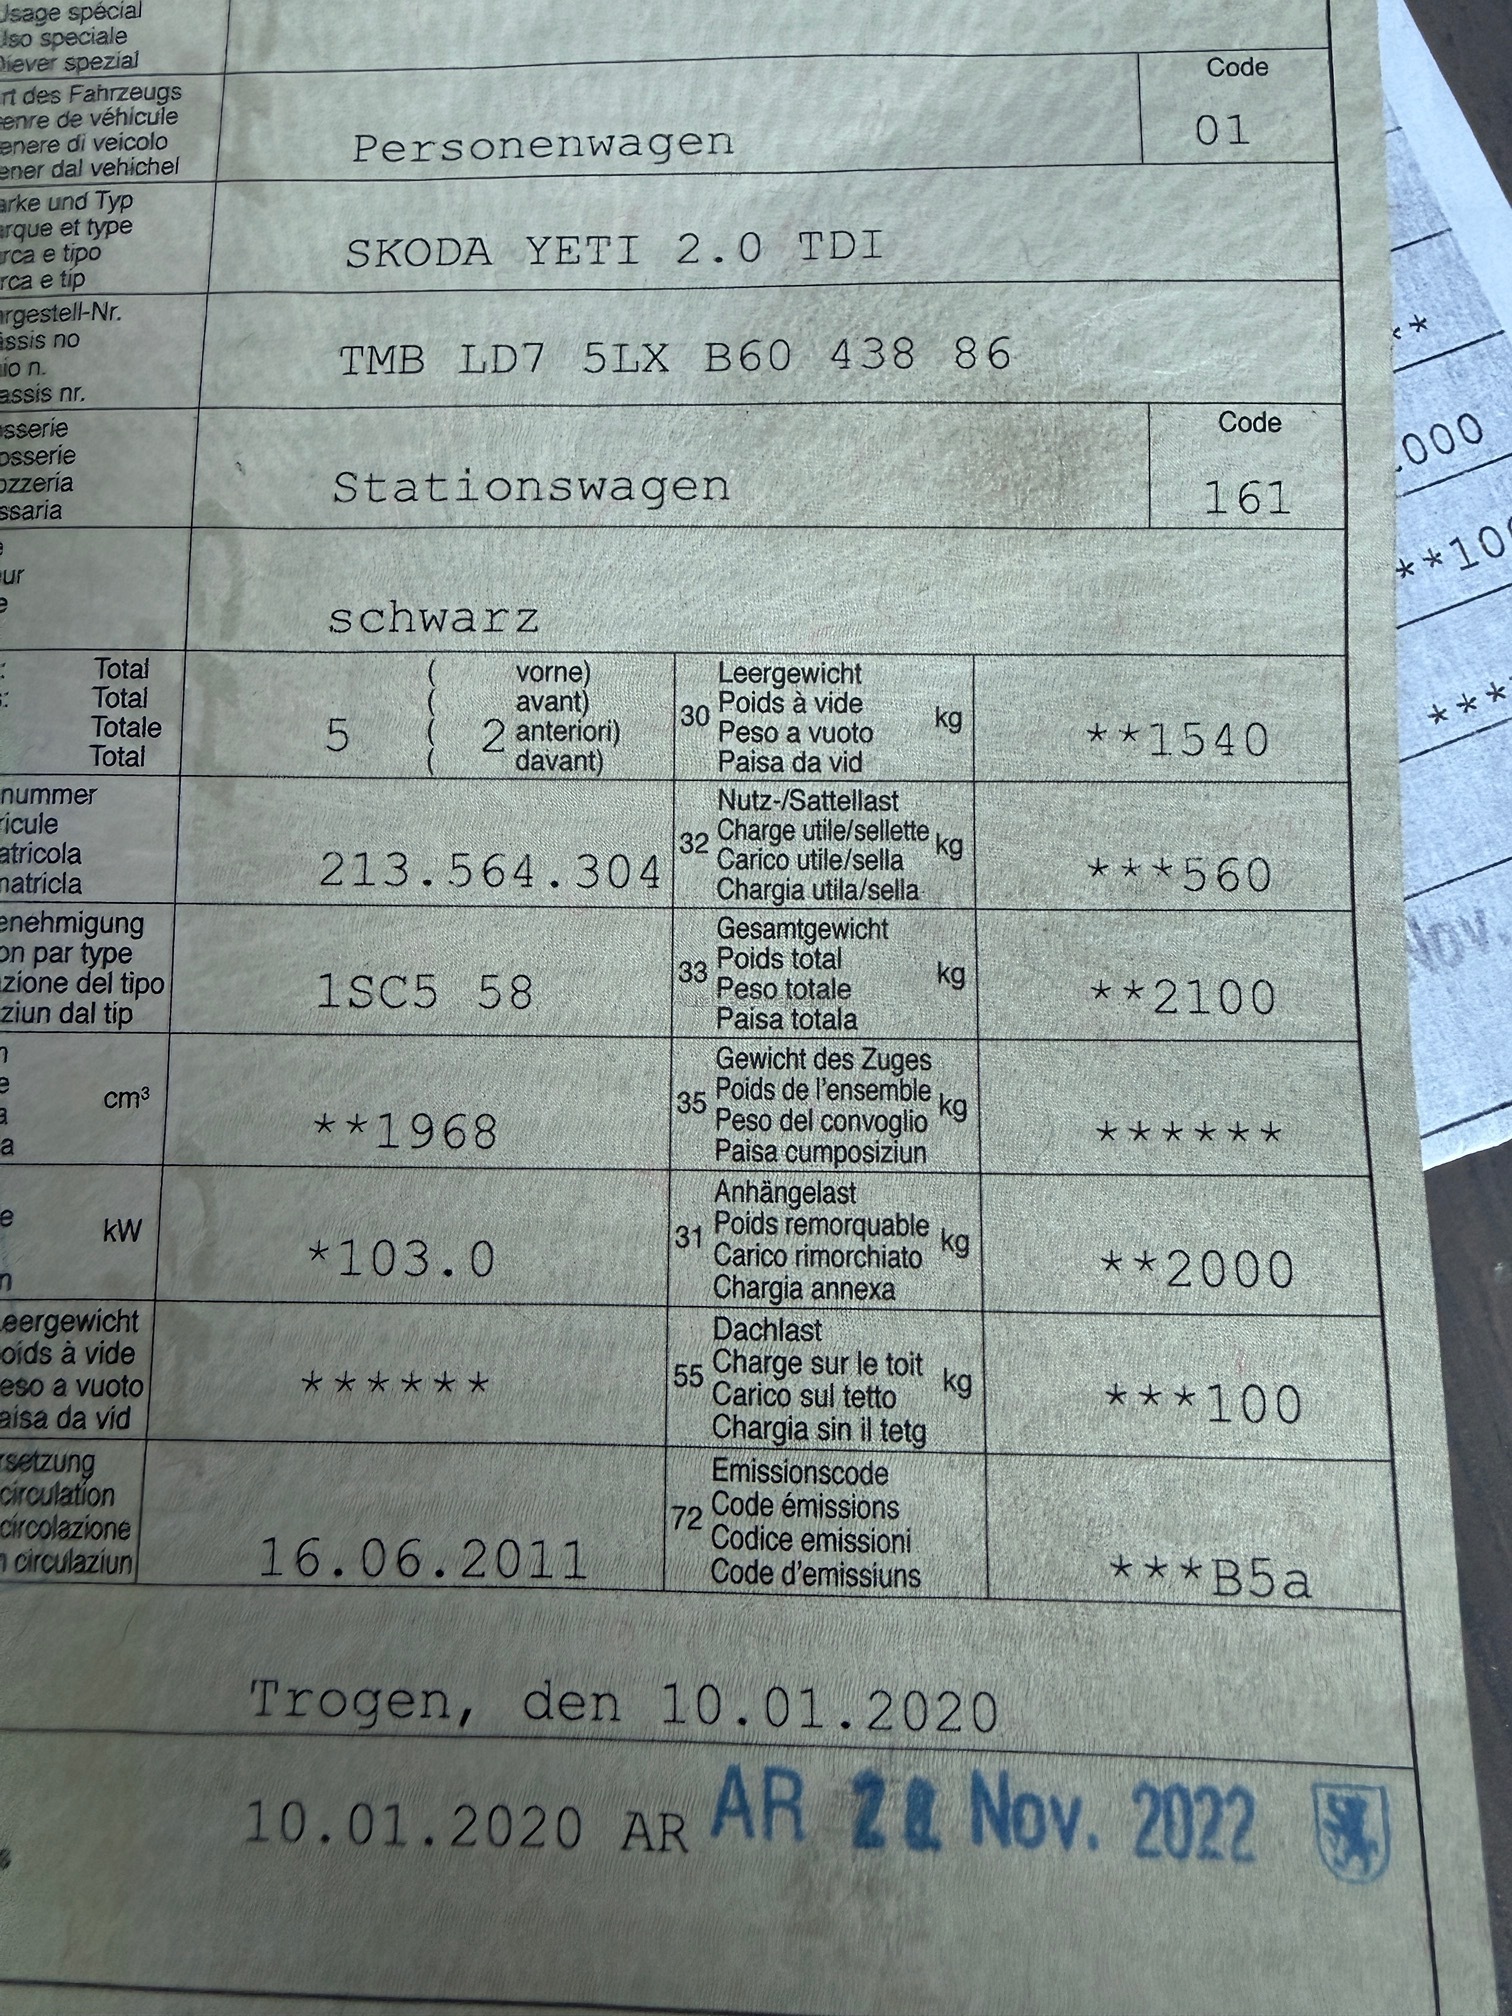 Usage spécial
Uso speciale
Diever spezial
rt des Fahrzeugs
enre de véhicule
enere di veicolo
ener dal vehichel
Personenwagen
Code
01
arke und Typ
arque et type
rca e tipo
rca e tip
SKODA YETI 2.0 TDI
rgestell-Nr.
assis no
io n.
assis nr.
TMB LD7 5LX B60 438 86
sserie
osserie
ozzeria
ssaria
Stationswagen
Code
161
e
ur
e
schwarz
: Total
s: Total
Totale
Total
5 ( 2 vorne)
( avant)
( anteriori)
( davant)
30 Leergewicht
Poids à vide
Peso a vuoto
Paisa da vid
kg
**1540
nummer
ricule
atricola
natricla
213.564.304
32 Nutz-/Sattellast
Charge utile/sellette
Carico utile/sella
Chargia utila/sella
kg
***560
enehmigung
on par type
zione del tipo
ziun dal tip
1SC5 58
33 Gesamtgewicht
Poids total
Peso totale
Paisa totala
kg
**2100
n
e
a
a
cm³
**1968
35 Gewicht des Zuges
Poids de l'ensemble
Peso del convoglio
Paisa cumposiziun
kg
******
e
n
kW
*103.0
31 Anhängelast
Poids remorquable
Carico rimorchiato
Chargia annexa
kg
**2000
eergewicht
oids à vide
eso a vuoto
aisa da vid
******
55 Dachlast
Charge sur le toit
Carico sul tetto
Chargia sin il tetg
kg
***100
rsetzung
circulation
circolazione
n circulaziun
16.06.2011
72 Emissionscode
Code émissions
Codice emissioni
Code d'emissiuns
***B5a
Trogen, den 10.01.2020
10.01.2020 AR
AR Nov. 2022
**
.000
**10
***
Nov